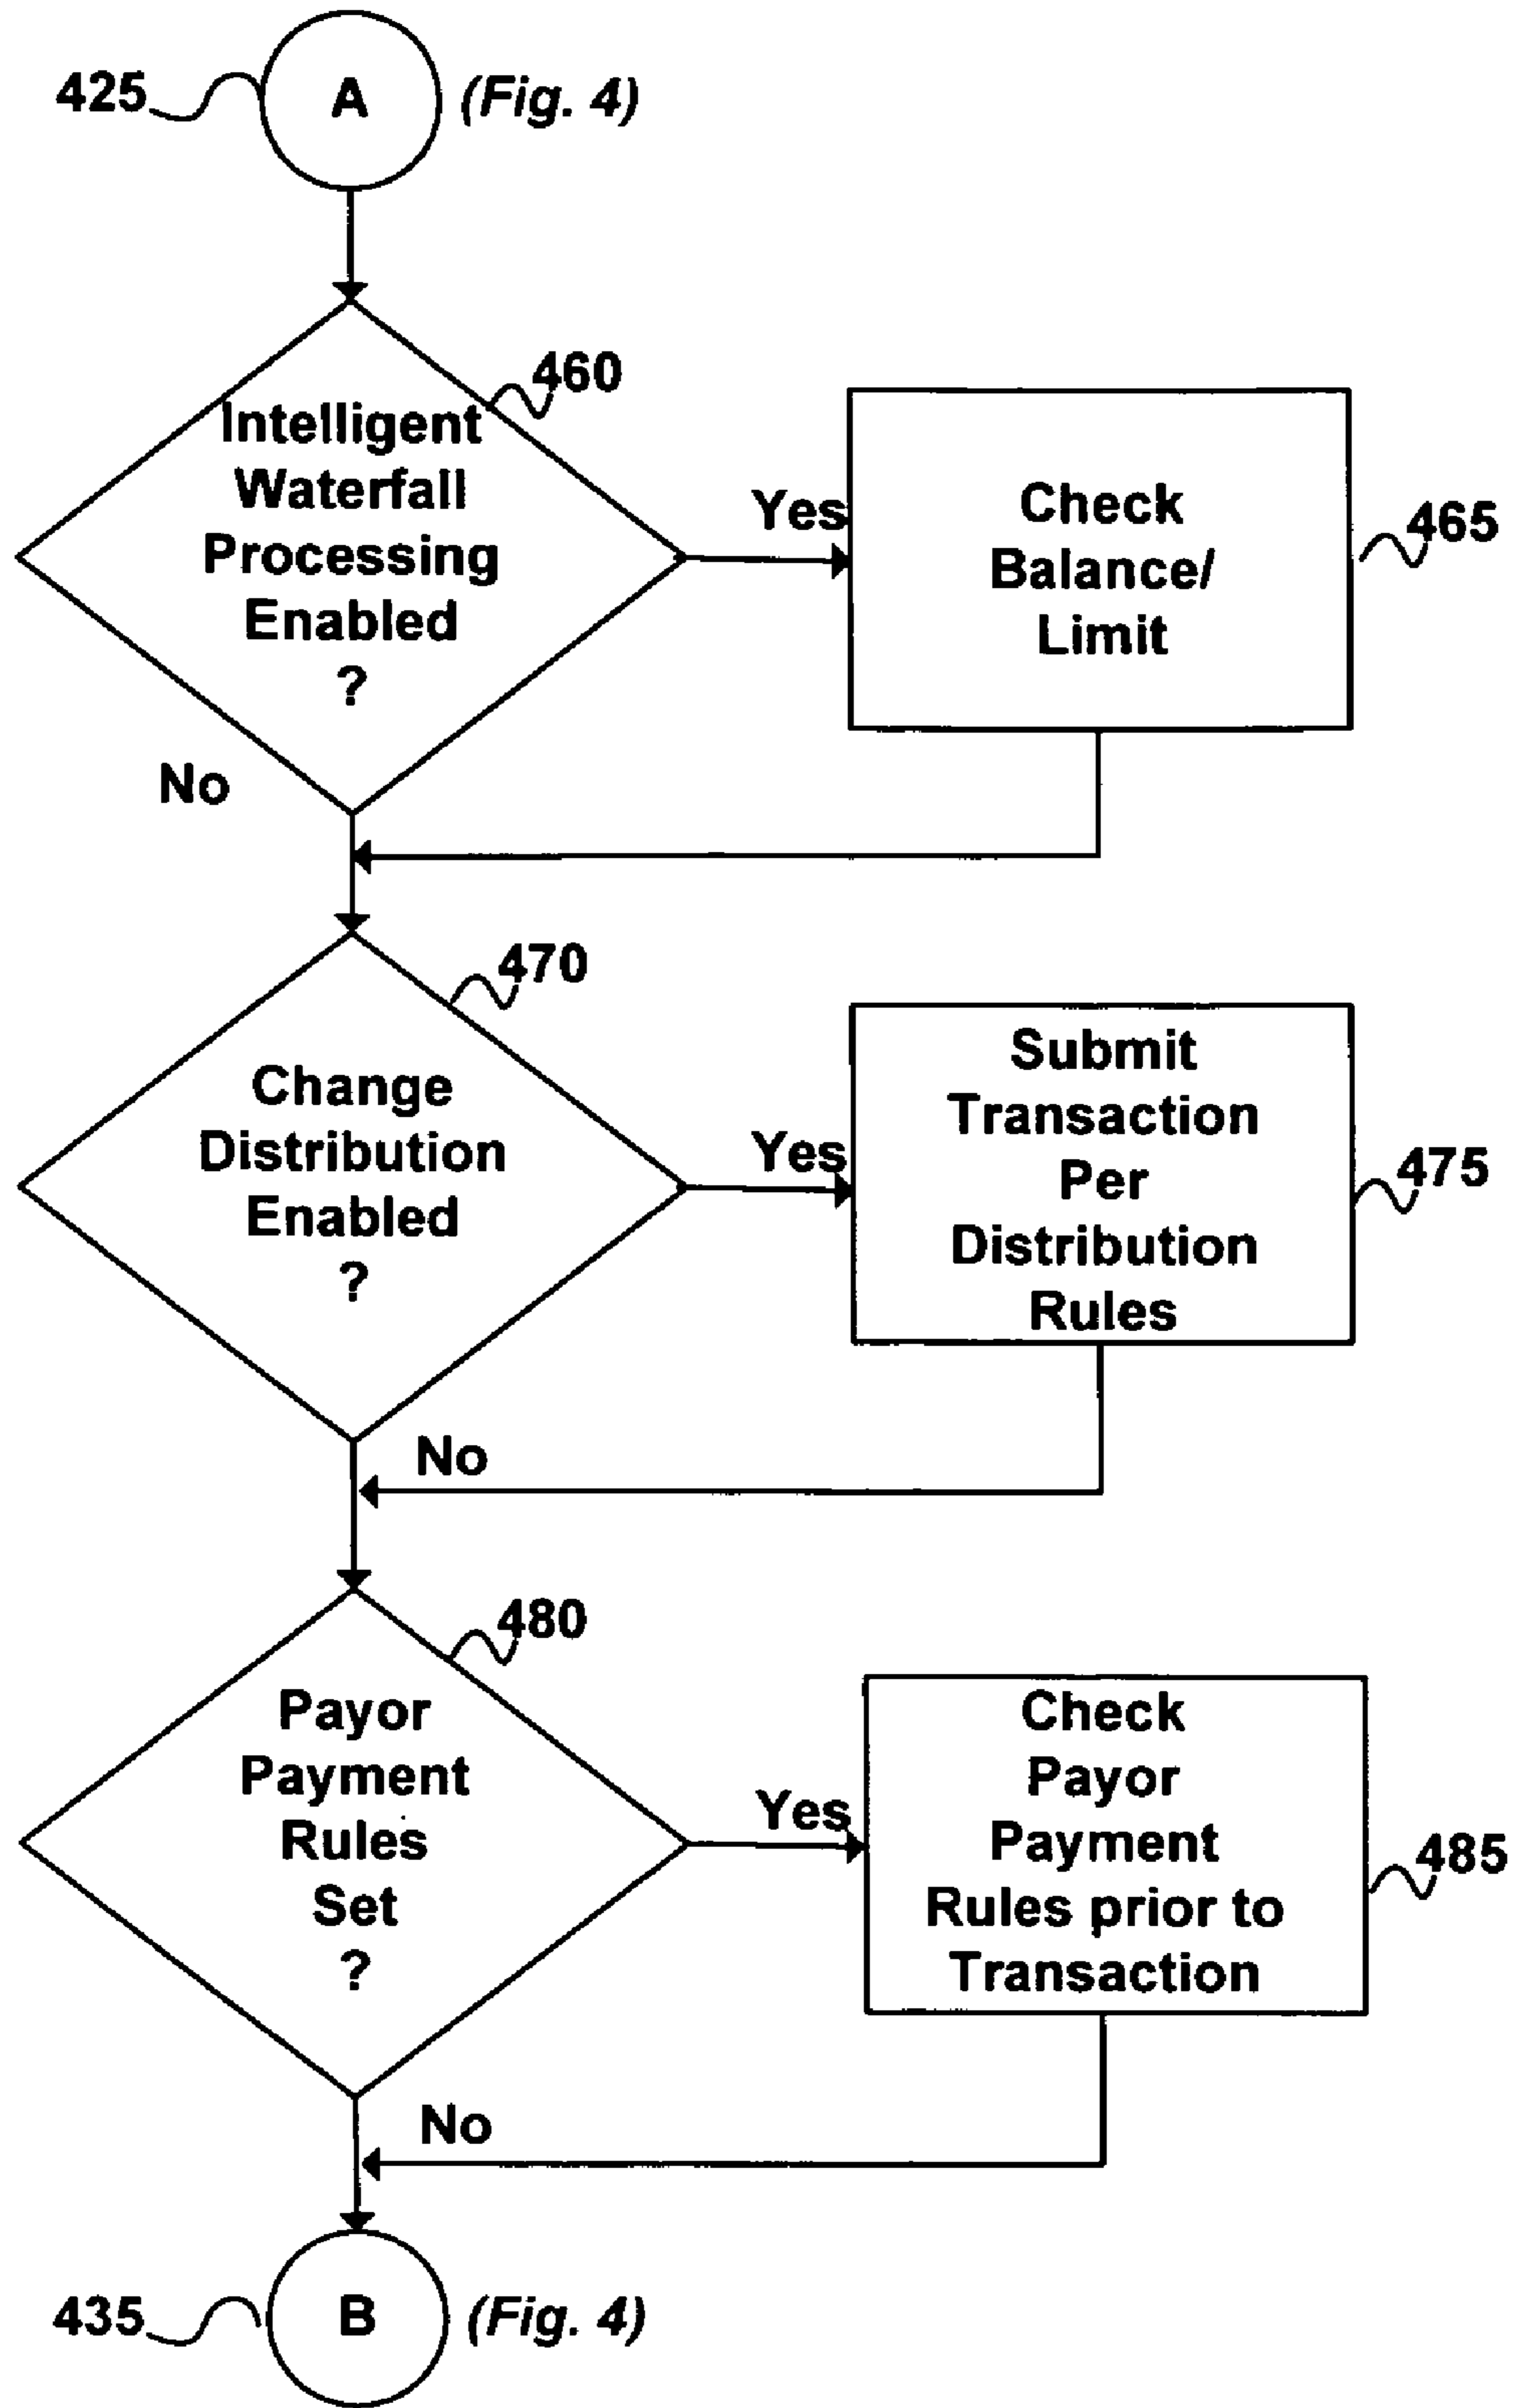 425 A (Fig. 4)
460
Intelligent
Waterfall
Processing
Enabled
?
Yes
Check
Balance/
Limit
465
No
470
Change
Distribution
Enabled
?
Yes
Submit
Transaction
Per
Distribution
Rules
475
No
480
Payor
Payment
Rules
Set
?
Yes
Check
Payor
Payment
Rules prior to
Transaction
485
No
435 B (Fig. 4)